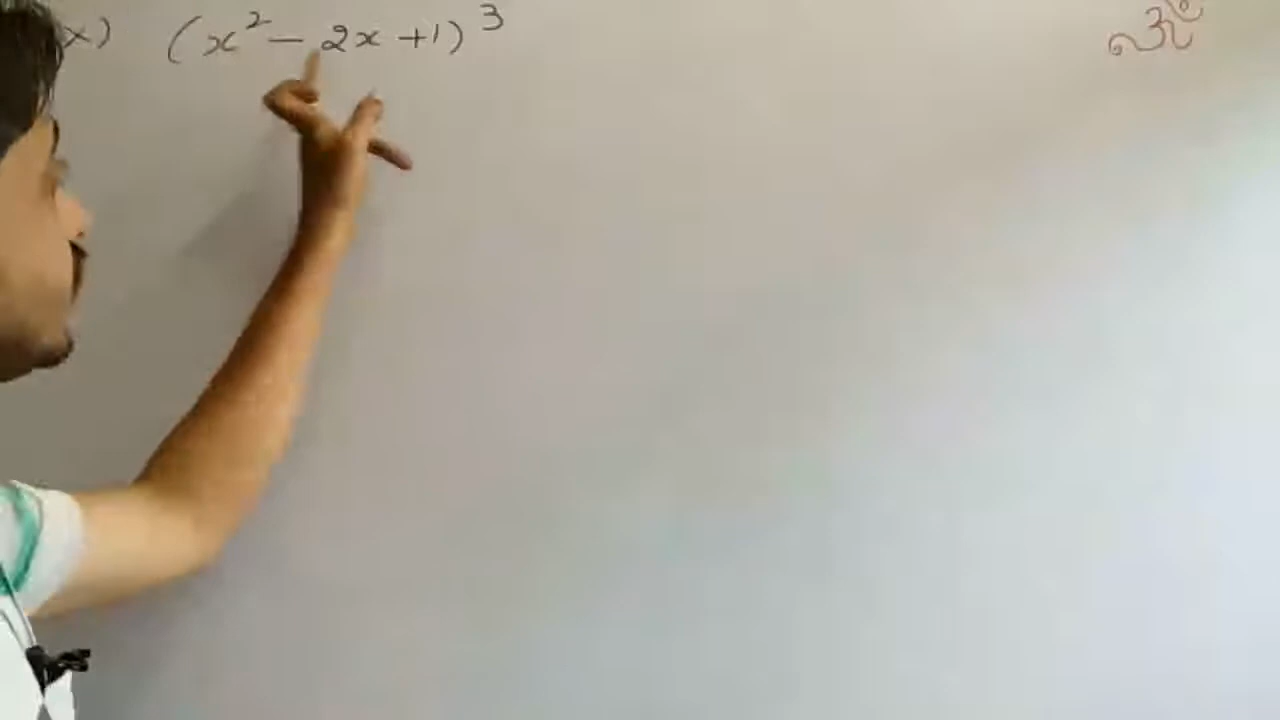 x) (x² - 2x + 1)³
ॐ